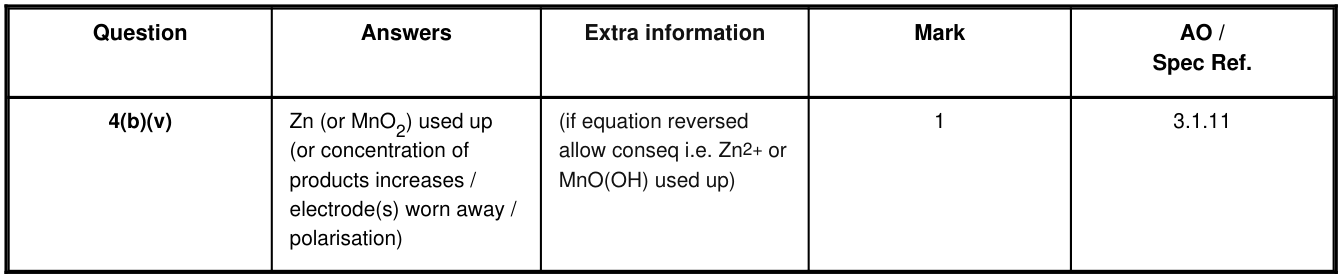 Question Answers Extra information Mark AO /
Spec Ref.
4(b)(v) Zn (or MnO₂) used up (if equation reversed 1 3.1.11
(or concentration of allow conseq i.e. Zn2+ or
products increases / MnO(OH) used up)
electrode(s) worn away /
polarisation)